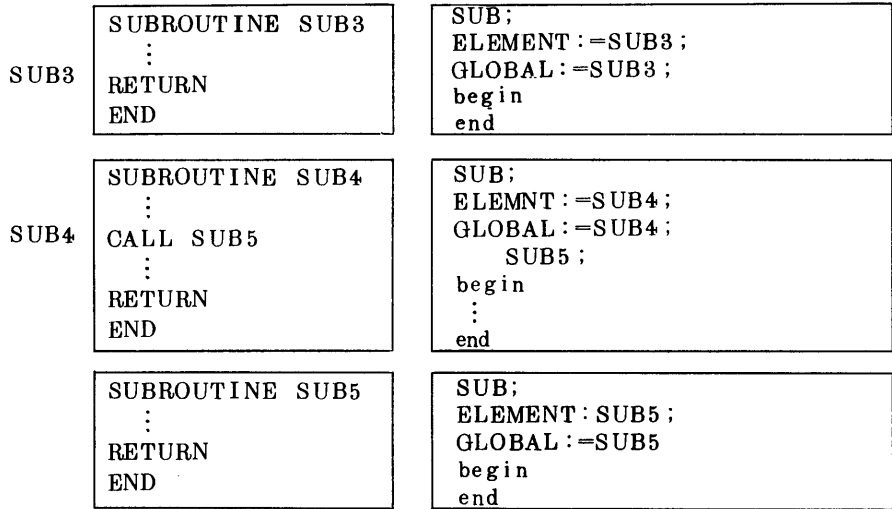 SUB3
SUBROUTINE SUB3
⋮
RETURN
END
SUB;
ELEMENT:=SUB3;
GLOBAL:=SUB3;
begin
end
SUB4
SUBROUTINE SUB4
⋮
CALL SUB5
⋮
RETURN
END
SUB;
ELEMNT:=SUB4;
GLOBAL:=SUB4;
SUB5;
begin
⋮
end
SUBROUTINE SUB5
⋮
RETURN
END
SUB;
ELEMENT:SUB5;
GLOBAL:=SUB5
begin
end